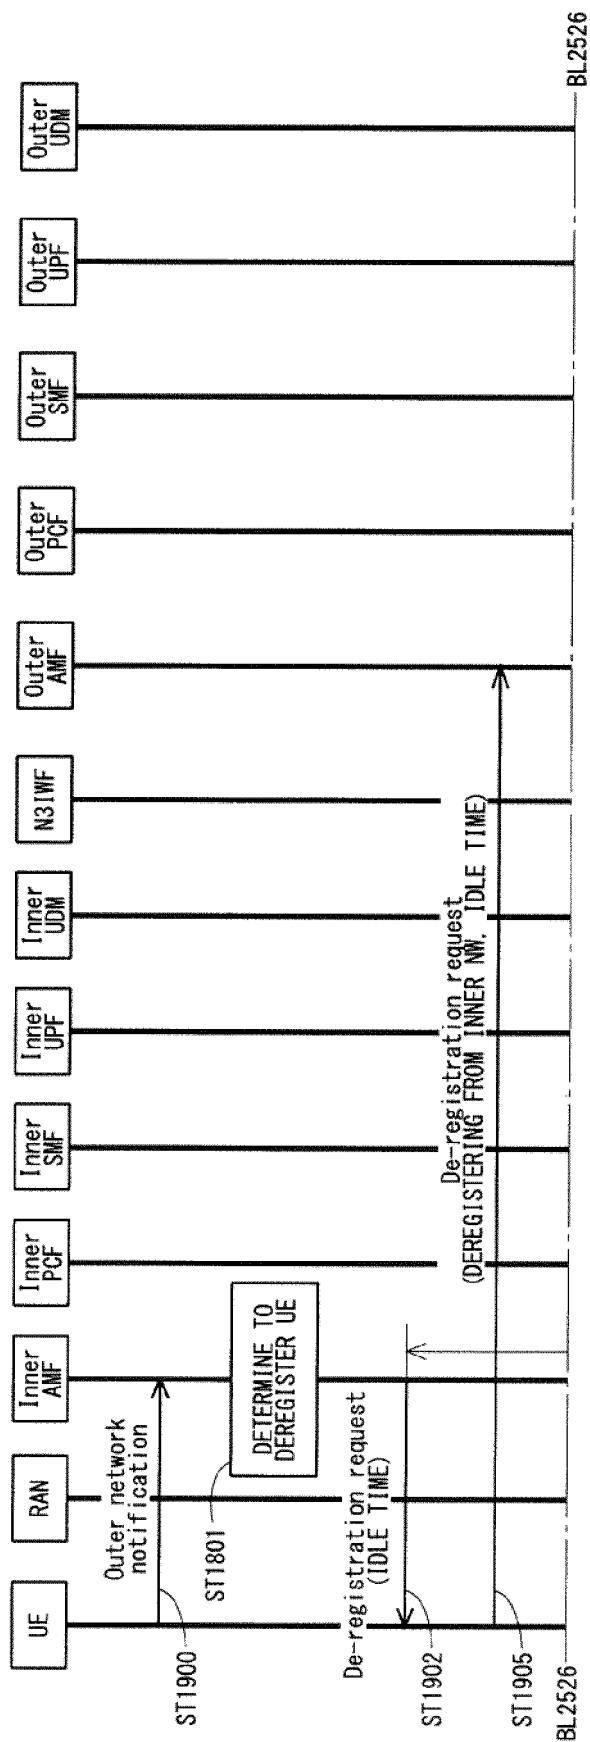 UE
RAN
Inner
AMF
Inner
PCF
Inner
SMF
Inner
UPF
Inner
UDM
N3IWF
Outer
AMF
Outer
PCF
Outer
SMF
Outer
UPF
Outer
UDM
Outer network
notification
ST1900
DETERMINE TO
DEREGISTER UE
ST1801
De-registration request
(IDLE TIME)
ST1902
De-registration request
(DEREGISTERING FROM INNER NW, IDLE TIME)
ST1905
BL2526
BL2526